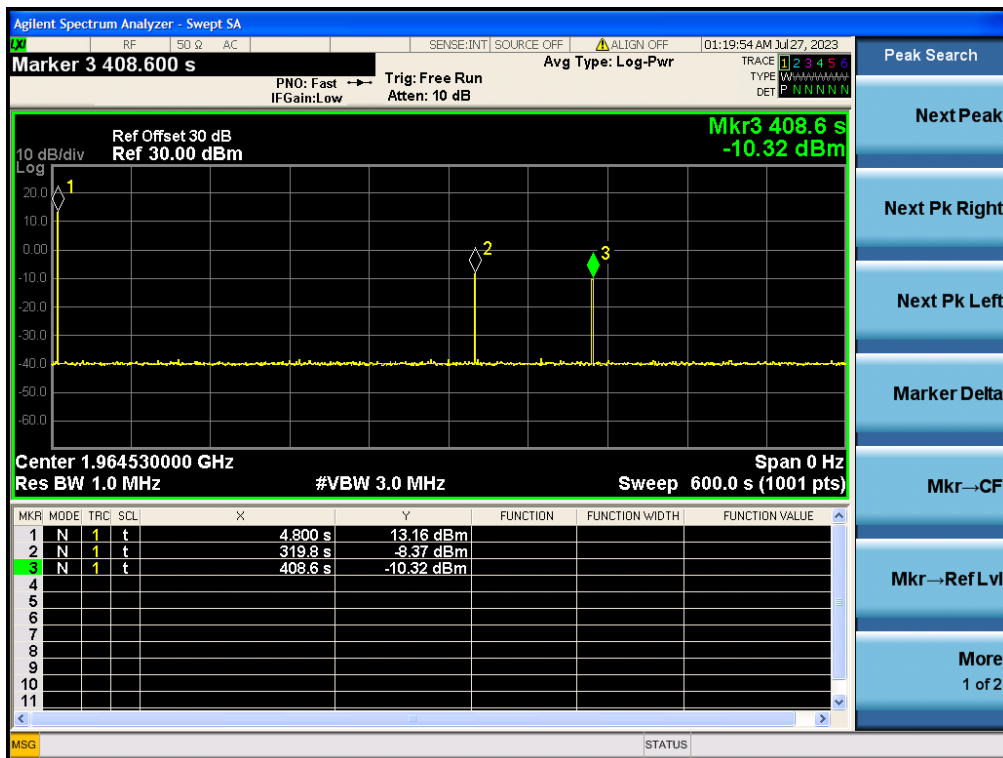 Agilent Spectrum Analyzer - Swept SA
LXI RF 50 Ω AC SENSE:INT SOURCE OFF ALIGN OFF 01:19:54 AM Jul 27, 2023
Marker 3 408.600 s
PNO: Fast
IFGain:Low
Trig: Free Run
Atten: 10 dB
Avg Type: Log-Pwr
TRACE 1 2 3 4 5 6
TYPE W
DET P N N N N N
Peak Search
Next Peak
Next Pk Right
Next Pk Left
Marker Delta
Mkr→CF
Mkr→Ref Lvl
More
1 of 2
Mkr3 408.6 s
-10.32 dBm
Ref Offset 30 dB
10 dB/div Ref 30.00 dBm
Log
20.0
10.0
0.00
-10.0
-20.0
-30.0
-40.0
-50.0
-60.0
1
2
3
Center 1.964530000 GHz Span 0 Hz
Res BW 1.0 MHz #VBW 3.0 MHz Sweep 600.0 s (1001 pts)
MKR MODE TRC SCL X Y FUNCTION FUNCTION WIDTH FUNCTION VALUE
1 N 1 t 4.800 s 13.16 dBm
2 N 1 t 319.8 s -8.37 dBm
3 N 1 t 408.6 s -10.32 dBm
4
5
6
7
8
9
10
11
MSG STATUS